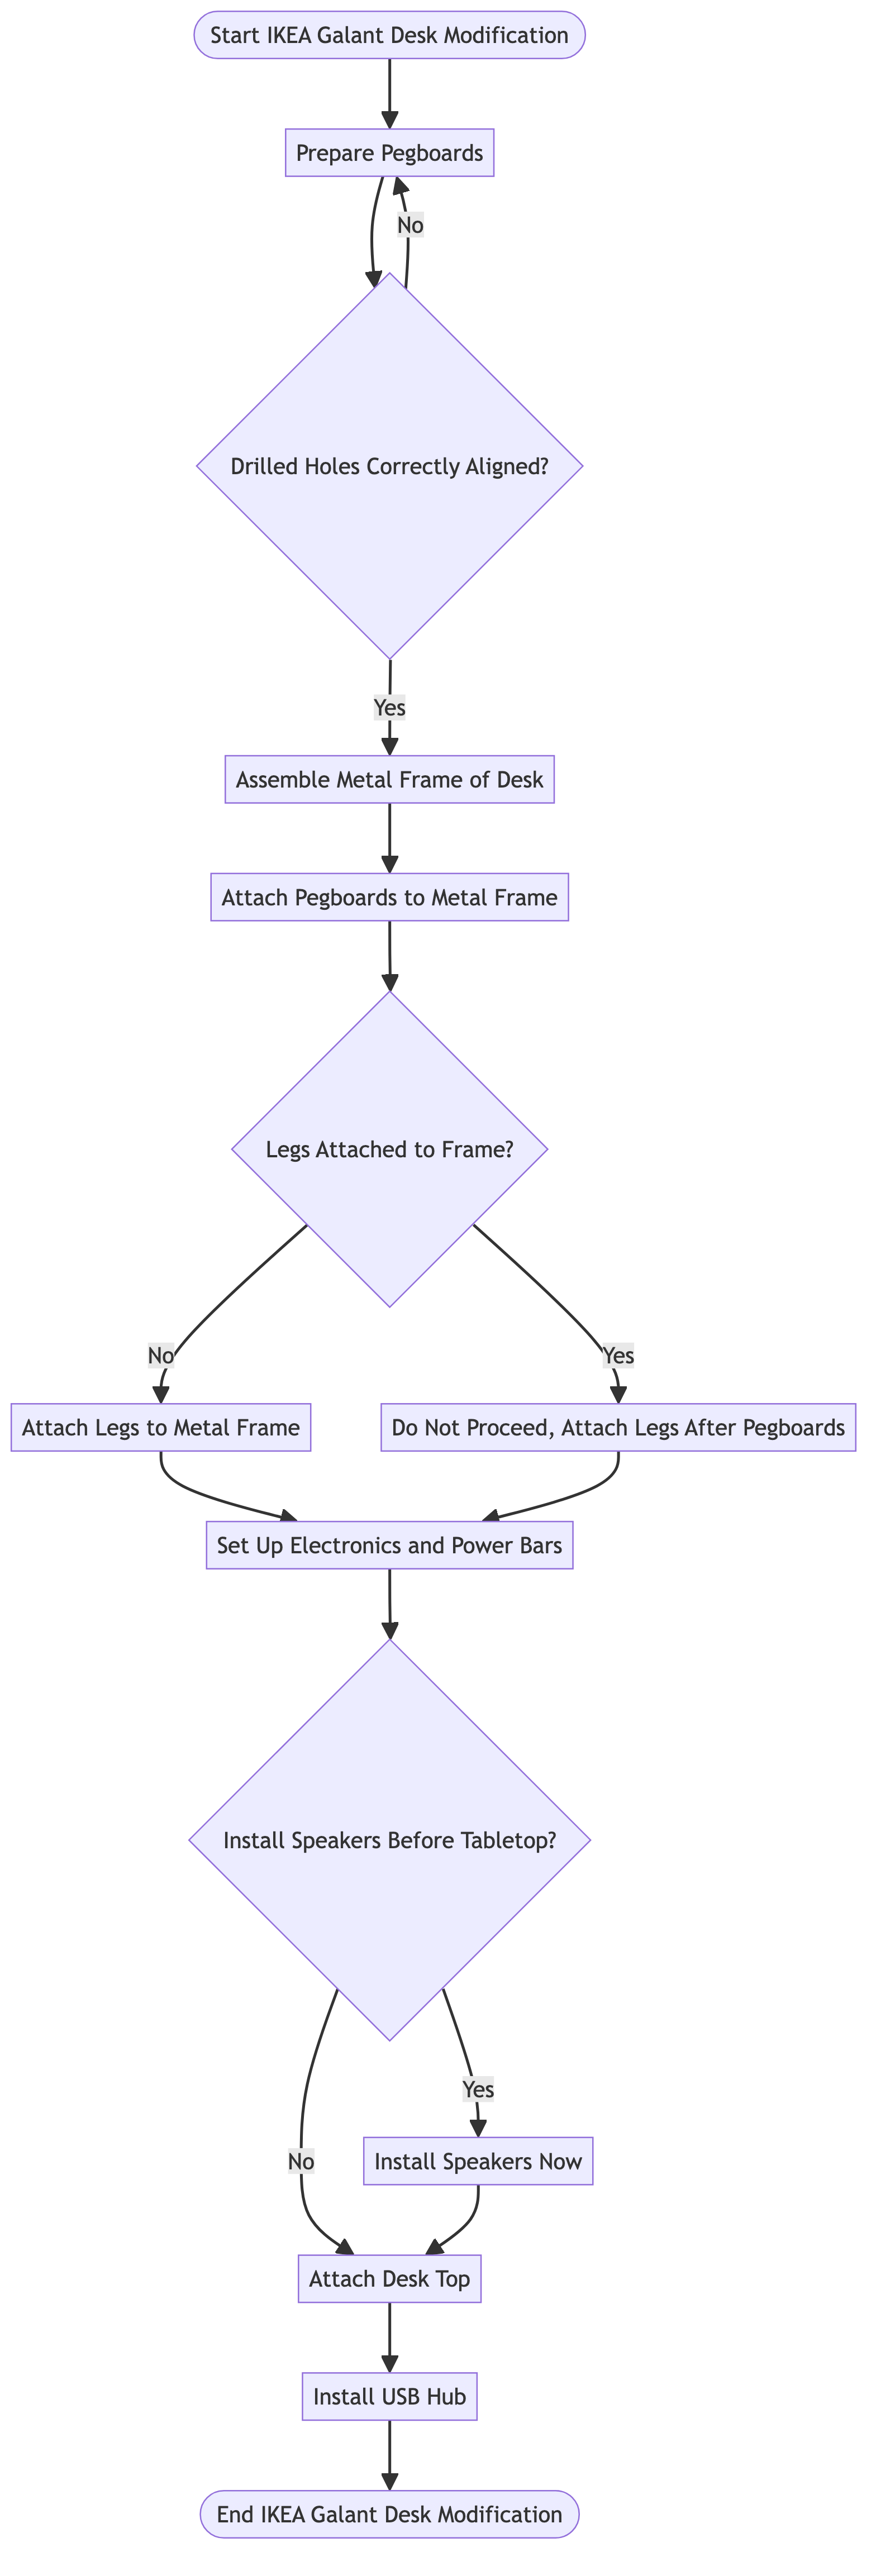 Start IKEA Galant Desk Modification
Prepare Pegboards
No
Drilled Holes Correctly Aligned?
Yes
Assemble Metal Frame of Desk
Attach Pegboards to Metal Frame
Legs Attached to Frame?
No
Yes
Attach Legs to Metal Frame
Do Not Proceed, Attach Legs After Pegboards
Set Up Electronics and Power Bars
Install Speakers Before Tabletop?
Yes
No
Install Speakers Now
Attach Desk Top
Install USB Hub
End IKEA Galant Desk Modification